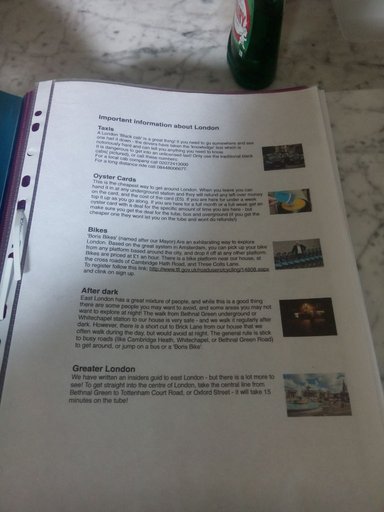 Important information about London
Taxis
A London 'Black cab' is a great thing! If you need to go somewhere and see
one hail it down - the drivers have taken the 'knowledge' test which is
notoriously hard and can tell you anything you need to know.
It is dangerous to get into an unlicensed taxi! Only use the traditional black
cabs, or call these numbers:
For a local cab company call 02072413000
For a long distance ride call
Oyster Cards
This is the cheapest way to get around London. When you leave you can
hand it in at any underground station and they will refund any left over money
on the card, and the cost of the card (£5). If you are here for under a week
top it up as you go along, if you are here for a full month or a full week get an
oyster card with a deal for the specific amount of time you are here. (but
make sure you get the deal for the tube, bus and overground (if you get the
cheaper one they wont let you on the tube and wont do refunds!)
Bikes
'Boris Bikes' (named after our Mayor) Are an exhilarating way to explore
London. Based on the great system in Amsterdam, you can pick up your bike
from any platform based around the city, and drop it off at any other platform
Bikes are priced at £1 an hour. There is a bike platform near our house, at
the cross roads of Cambridge Hath Road, and Three Colts Lane.
To register follow this link: http://www.tfl.gov.uk/roadusers/cycling/14808.aspx
and clink on sign up.
After dark
East London has a great mixture of people, and while this is a good thing
there are some people you may want to avoid, and some areas you may not
want to explore at night! The walk from Bethnal Green underground or
Whitechapel station to our house is very safe - and we walk it regularly after
dark. However, there is a short cut to Brick Lane from our house that we
often walk during the day, but would avoid at night. The general rule is stick
to busy roads (like Cambridge Heath, Whitechapel, or Bethnal Green Road)
to get around, or jump on a bus or a 'Boris Bike'.
Greater London
We have written an insiders guid to east London - but there is a lot more to
see! To get straight into the centre of London, take the central line from
Bethnal Green to Tottenham Court Road, or Oxford Street - it will take 15
minutes on the tube!